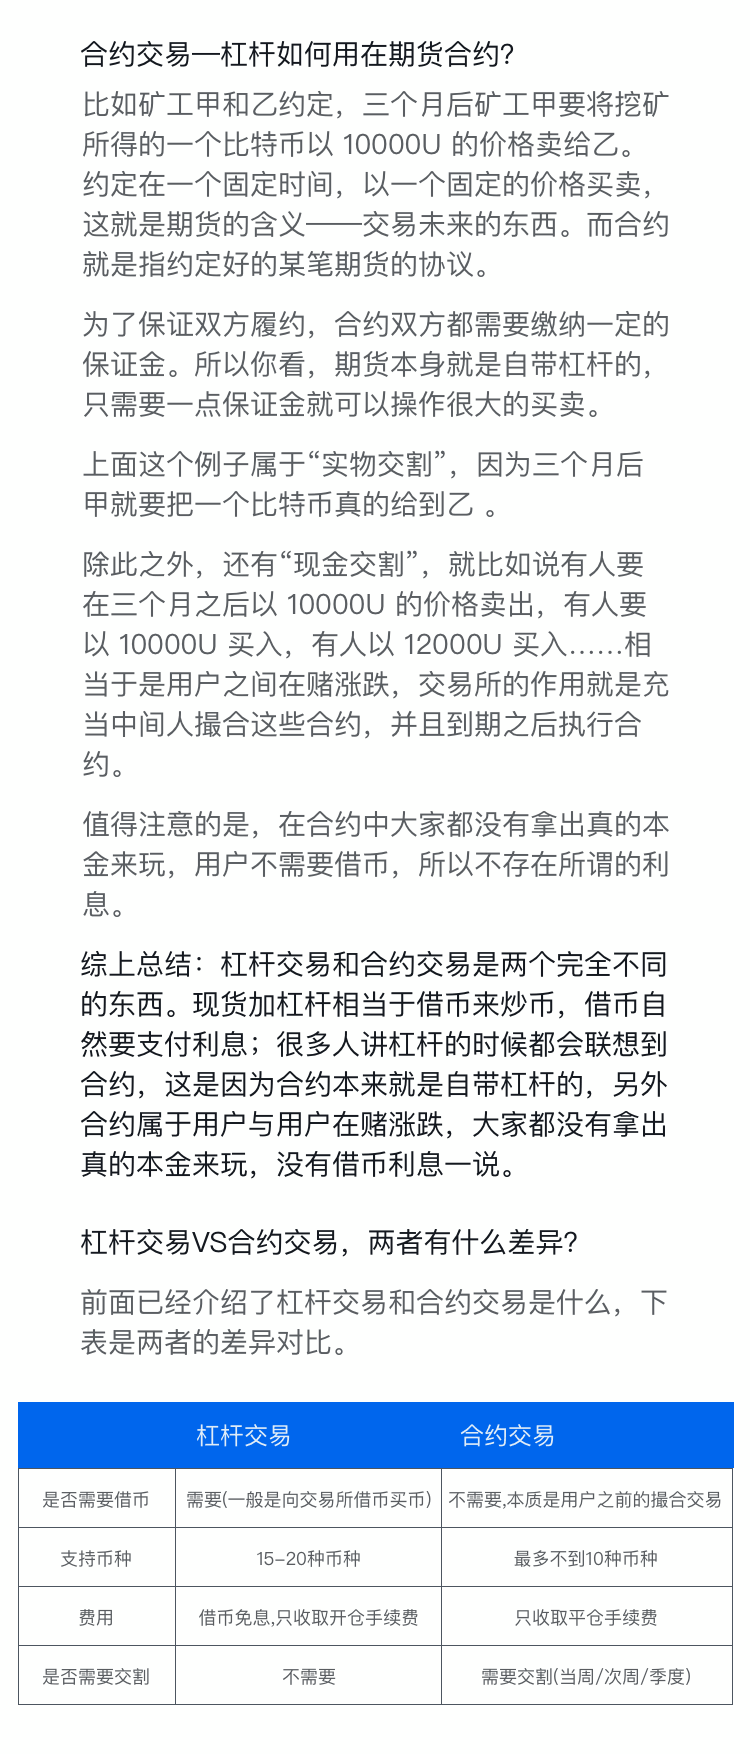 合约交易—杠杆如何用在期货合约?
比如矿工甲和乙约定，三个月后矿工甲要将挖矿
所得的一个比特币以 10000U 的价格卖给乙。
约定在一个固定时间，以一个固定的价格买卖，
这就是期货的含义——交易未来的东西。而合约
就是指约定好的某笔期货的协议。
为了保证双方履约，合约双方都需要缴纳一定的
保证金。所以你看，期货本身就是自带杠杆的，
只需要一点保证金就可以操作很大的买卖。
上面这个例子属于“实物交割”，因为三个月后
甲就要把一个比特币真的给到乙 。
除此之外，还有“现金交割”，就比如说有人要
在三个月之后以 10000U 的价格卖出，有人要
以 10000U 买入，有人以 12000U 买入……相
当于是用户之间在赌涨跌，交易所的作用就是充
当中间人撮合这些合约，并且到期之后执行合
约。
值得注意的是，在合约中大家都没有拿出真的本
金来玩，用户不需要借币，所以不存在所谓的利
息。
综上总结：杠杆交易和合约交易是两个完全不同
的东西。现货加杠杆相当于借币来炒币，借币自
然要支付利息；很多人讲杠杆的时候都会联想到
合约，这是因为合约本来就是自带杠杆的，另外
合约属于用户与用户在赌涨跌，大家都没有拿出
真的本金来玩，没有借币利息一说。
杠杆交易VS合约交易，两者有什么差异?
前面已经介绍了杠杆交易和合约交易是什么，下
表是两者的差异对比。
杠杆交易 合约交易
是否需要借币 需要(一般是向交易所借币买币) 不需要,本质是用户之前的撮合交易
支持币种 15-20种币种 最多不到10种币种
费用 借币免息,只收取开仓手续费 只收取平仓手续费
是否需要交割 不需要 需要交割(当周/次周/季度)